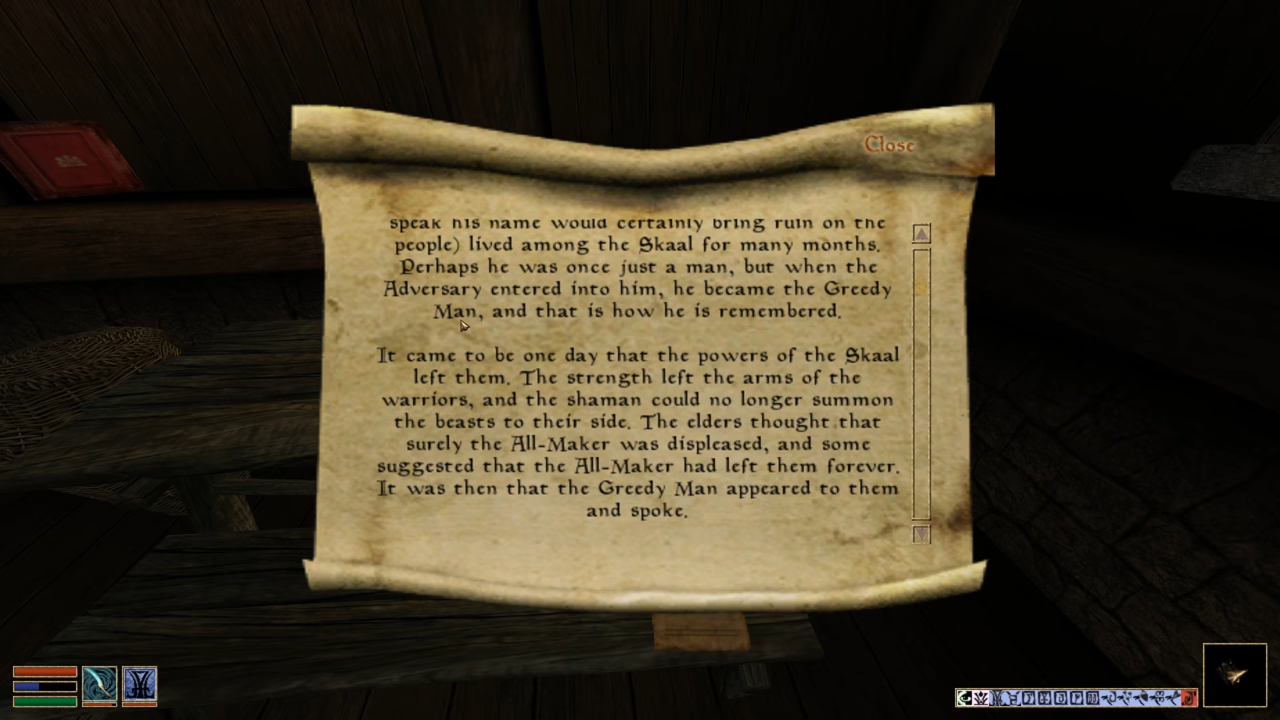 Close
speak his name would certainly bring ruin on the
people) lived among the Skaal for many months.
Perhaps he was once just a man, but when the
Adversary entered into him, he became the Greedy
Man, and that is how he is remembered.
It came to be one day that the powers of the Skaal
left them. The strength left the arms of the
warriors, and the shaman could no longer summon
the beasts to their side. The elders thought that
surely the All-Maker was displeased, and some
suggested that the All-Maker had left them forever.
It was then that the Greedy Man appeared to them
and spoke.